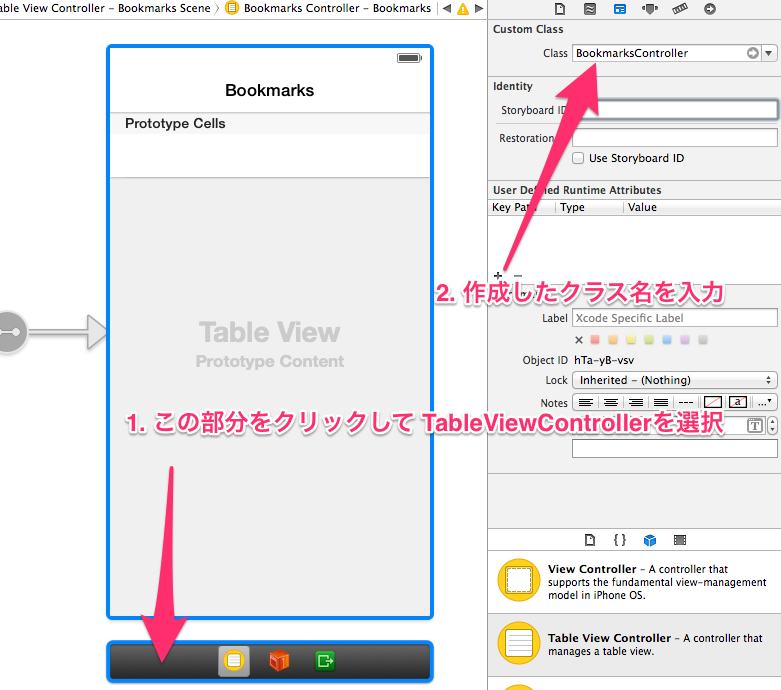 able View Controller – Bookmarks Scene
Bookmarks Controller – Bookmarks
Bookmarks
Prototype Cells
Table View
Prototype Content
1. この部分をクリックして TableViewControllerを選択
Custom Class
Class BookmarksController
Identity
Storyboard ID
Restoration
Use Storyboard ID
User Defined Runtime Attributes
Key Path Type Value
+ −
2. 作成したクラス名を入力
Label Xcode Specific Label
Object ID hTa-yB-vsv
Lock Inherited – (Nothing)
Notes
View Controller – A controller that
supports the fundamental view-management
model in iPhone OS.
Table View Controller – A controller that
manages a table view.